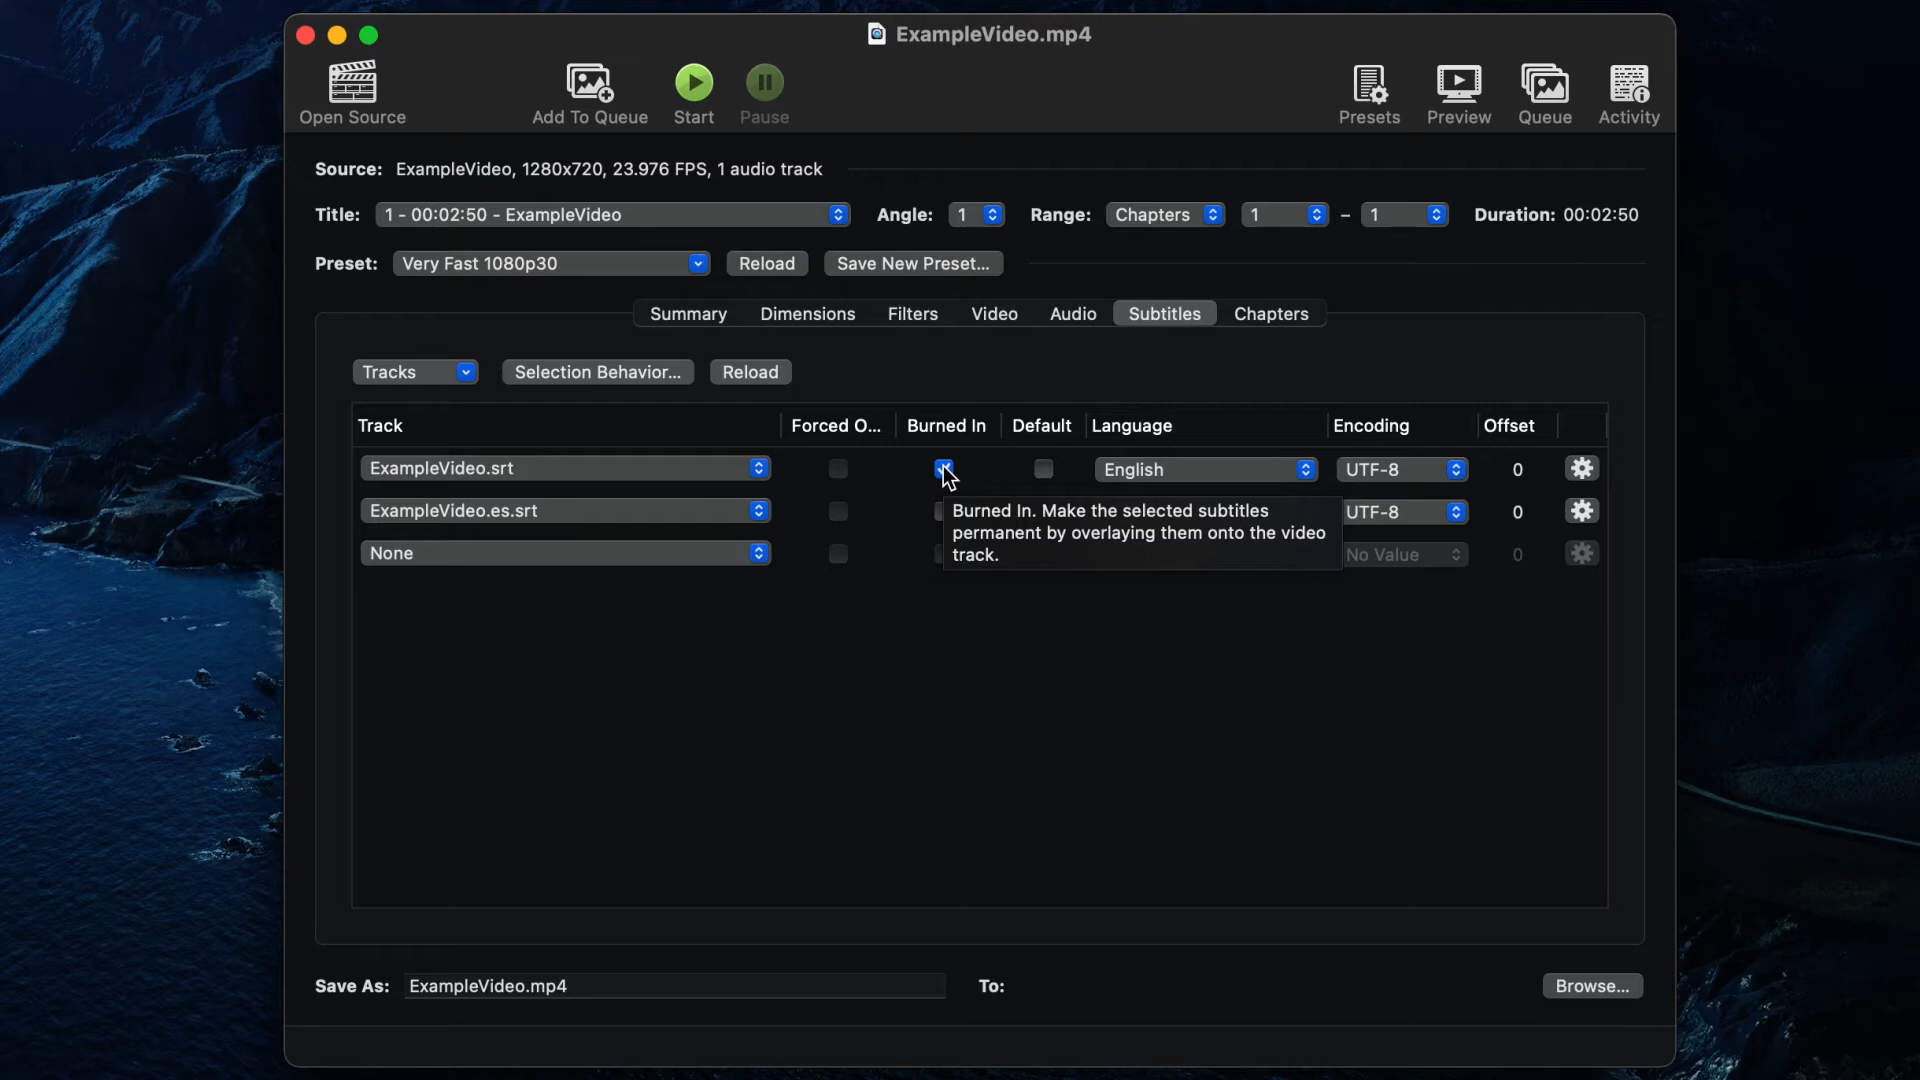 ExampleVideo.mp4
Open Source
Add To Queue
Start
Pause
Presets
Preview
Queue
Activity
Source: ExampleVideo, 1280x720, 23.976 FPS, 1 audio track
Title: 1 - 00:02:50 - ExampleVideo Angle: 1 Range: Chapters 1 - 1 Duration: 00:02:50
Preset: Very Fast 1080p30 Reload Save New Preset...
Summary Dimensions Filters Video Audio Subtitles Chapters
Tracks Selection Behavior... Reload
Track Forced O... Burned In Default Language Encoding Offset
ExampleVideo.srt English UTF-8 0
ExampleVideo.es.srt UTF-8 0
None No Value 0
Burned In. Make the selected subtitles
permanent by overlaying them onto the video
track.
Save As: ExampleVideo.mp4 To: Browse...